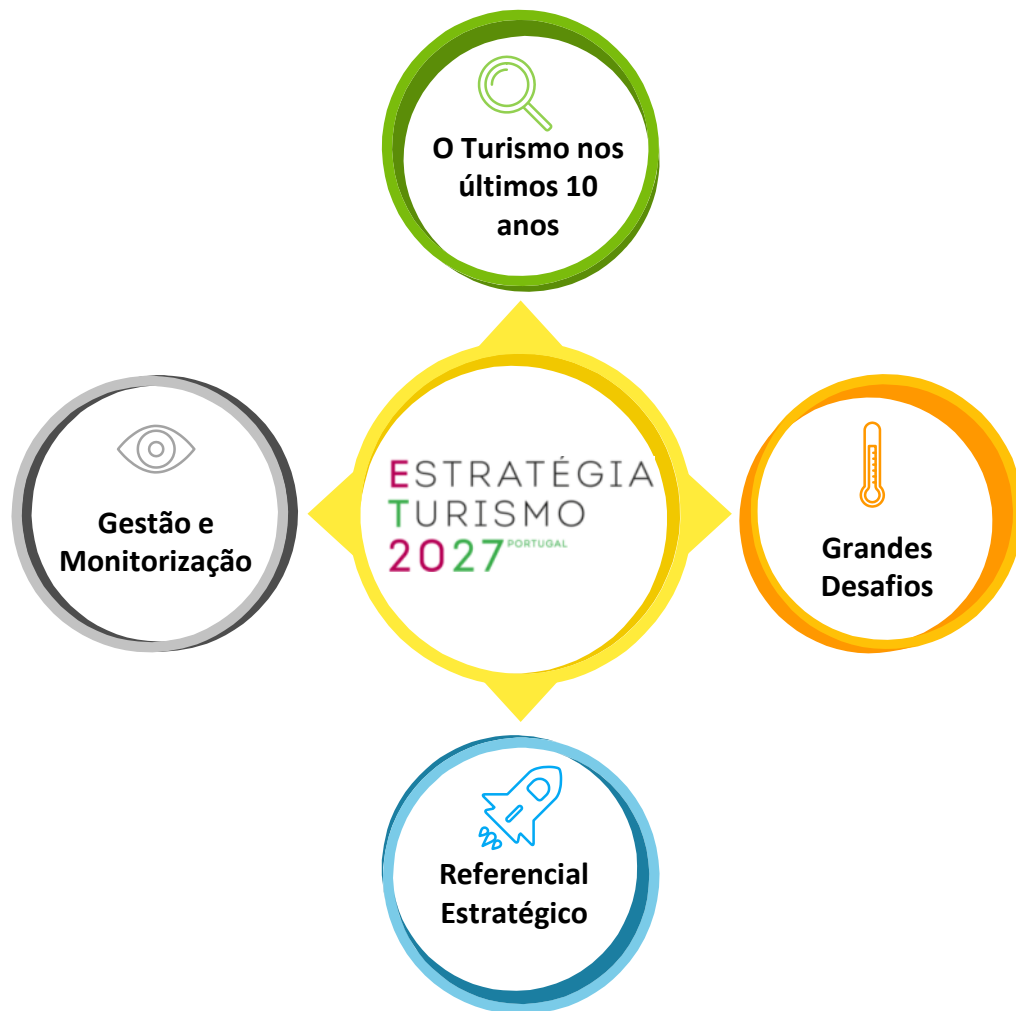 O Turismo nos
últimos 10
anos
Gestão e
Monitorização
ESTRATÉGIA
TURISMO
2027 PORTUGAL
Grandes
Desafios
Referencial
Estratégico